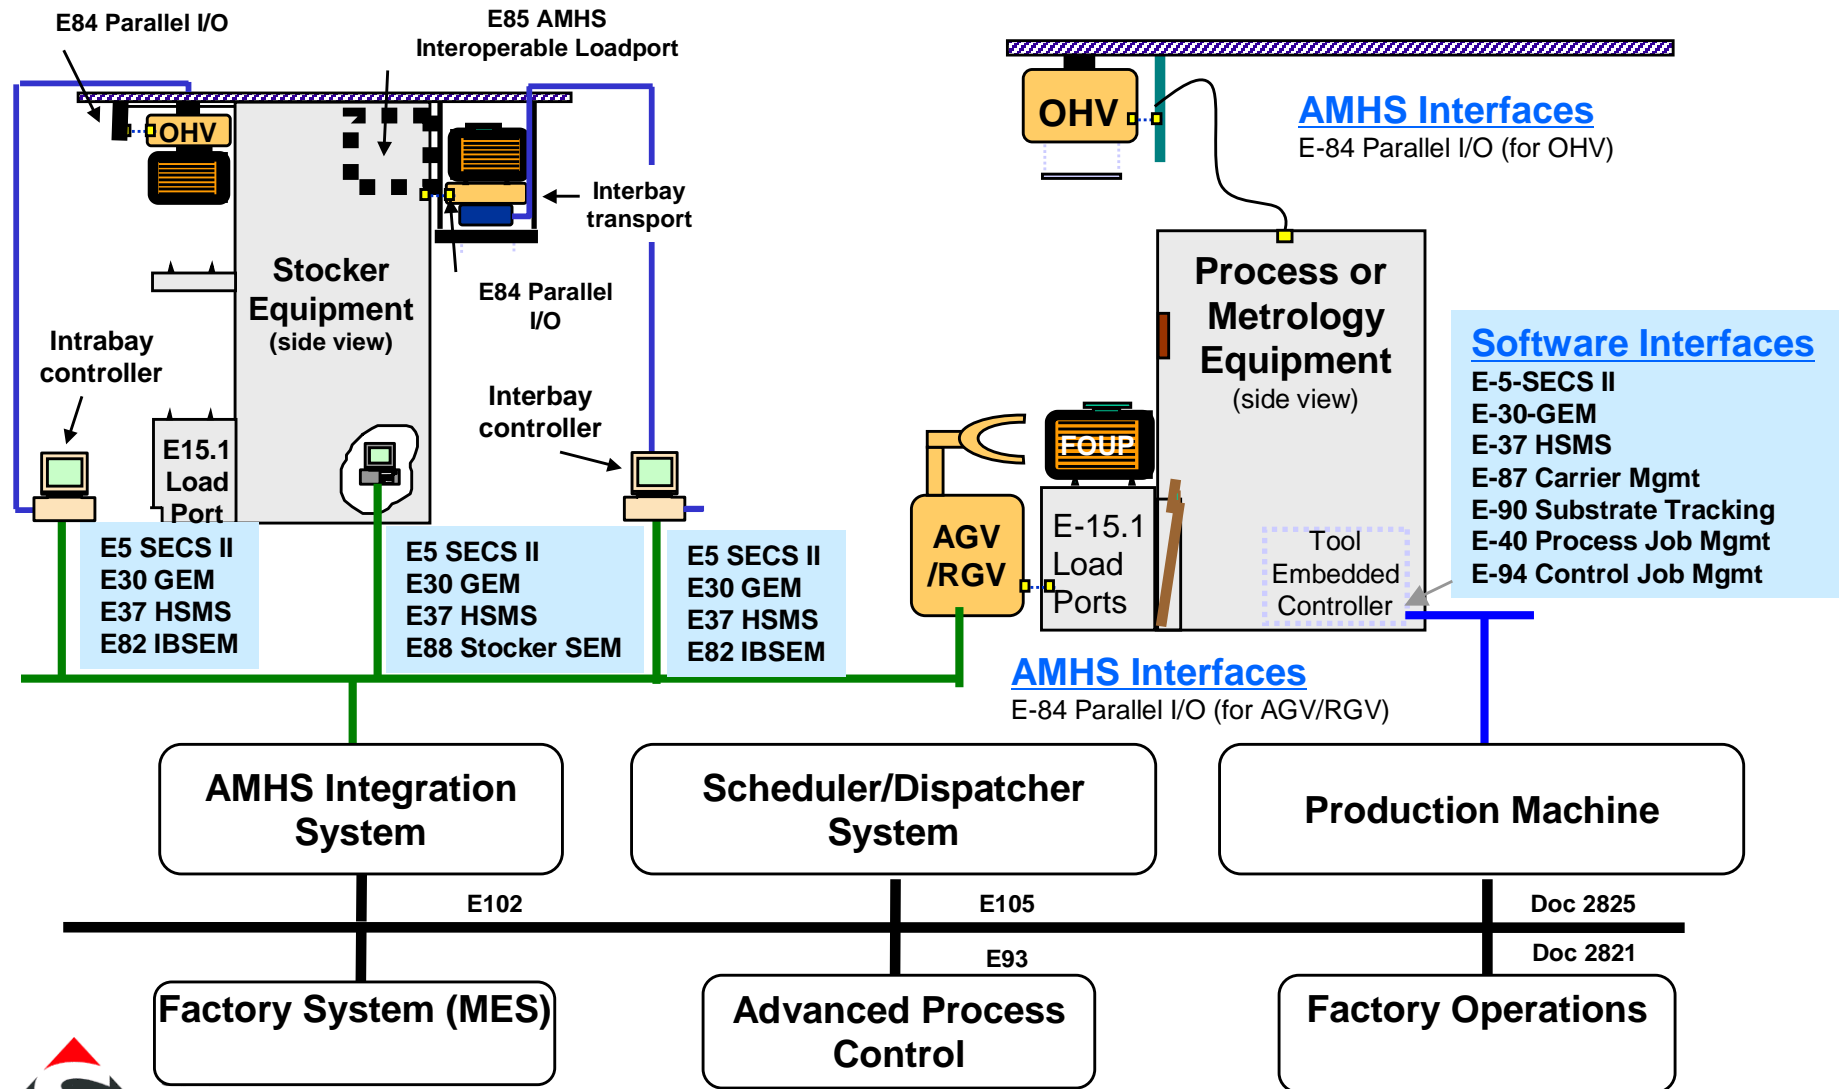 E84 Parallel I/O
E85 AMHS
Interoperable Loadport
OHV
Interbay
transport
E84 Parallel
I/O
Stocker
Equipment
(side view)
Intrabay
controller
Interbay
controller
E15.1
Load
Port
E5 SECS II
E30 GEM
E37 HSMS
E82 IBSEM
E5 SECS II
E30 GEM
E37 HSMS
E88 Stocker SEM
E5 SECS II
E30 GEM
E37 HSMS
E82 IBSEM
OHV
AMHS Interfaces
E-84 Parallel I/O (for OHV)
Process or
Metrology
Equipment
(side view)
FOUP
AGV
/RGV
E-15.1
Load
Ports
Tool
Embedded
Controller
Software Interfaces
E-5-SECS II
E-30-GEM
E-37 HSMS
E-87 Carrier Mgmt
E-90 Substrate Tracking
E-40 Process Job Mgmt
E-94 Control Job Mgmt
AMHS Interfaces
E-84 Parallel I/O (for AGV/RGV)
AMHS Integration
System
Scheduler/Dispatcher
System
Production Machine
E102
E105
Doc 2825
E93
Doc 2821
Factory System (MES)
Advanced Process
Control
Factory Operations